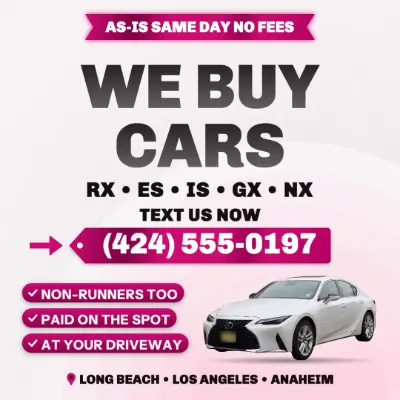 AS-IS SAME DAY NO FEES
WE BUY
CARS
RX • ES • IS • GX • NX
TEXT US NOW
(424) 555-0197
NON-RUNNERS TOO
PAID ON THE SPOT
AT YOUR DRIVEWAY
LONG BEACH • LOS ANGELES • ANAHEIM